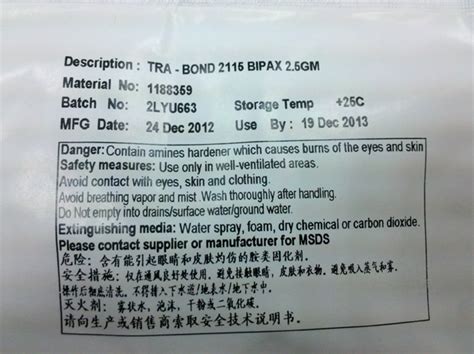 Description : TRA - BOND 2115 BIPAX 2.5GM
Material No: 1188359
Batch No: 2LYU663 Storage Temp +25C
MFG Date: 24 Dec 2012 Use By : 19 Dec 2013
Danger: Contain amines hardener which causes burns of the eyes and skin
Safety measures: Use only in well-ventilated areas.
Avoid contact with eyes, skin and clothing.
Avoid breathing vapor and mist .Wash thoroughly after handling.
Do Not empty into drains/surface water/ground water.
Extinguishing media: Water spray, foam, dry chemical or carbon dioxide.
Please contact supplier or manufacturer for MSDS
危险：含有能引起眼睛和皮肤灼伤的胺类固化剂.
安全措施：仅在通风良好处使用，避免接触眼睛，皮肤和衣物，避免吸入蒸气和雾.
操作后彻底清洗，不得排入下水道/地表水/地下水中.
灭火剂：雾状水，泡沫，干粉或二氧化碳.
请向生产或销售商索取安全技术说明书.